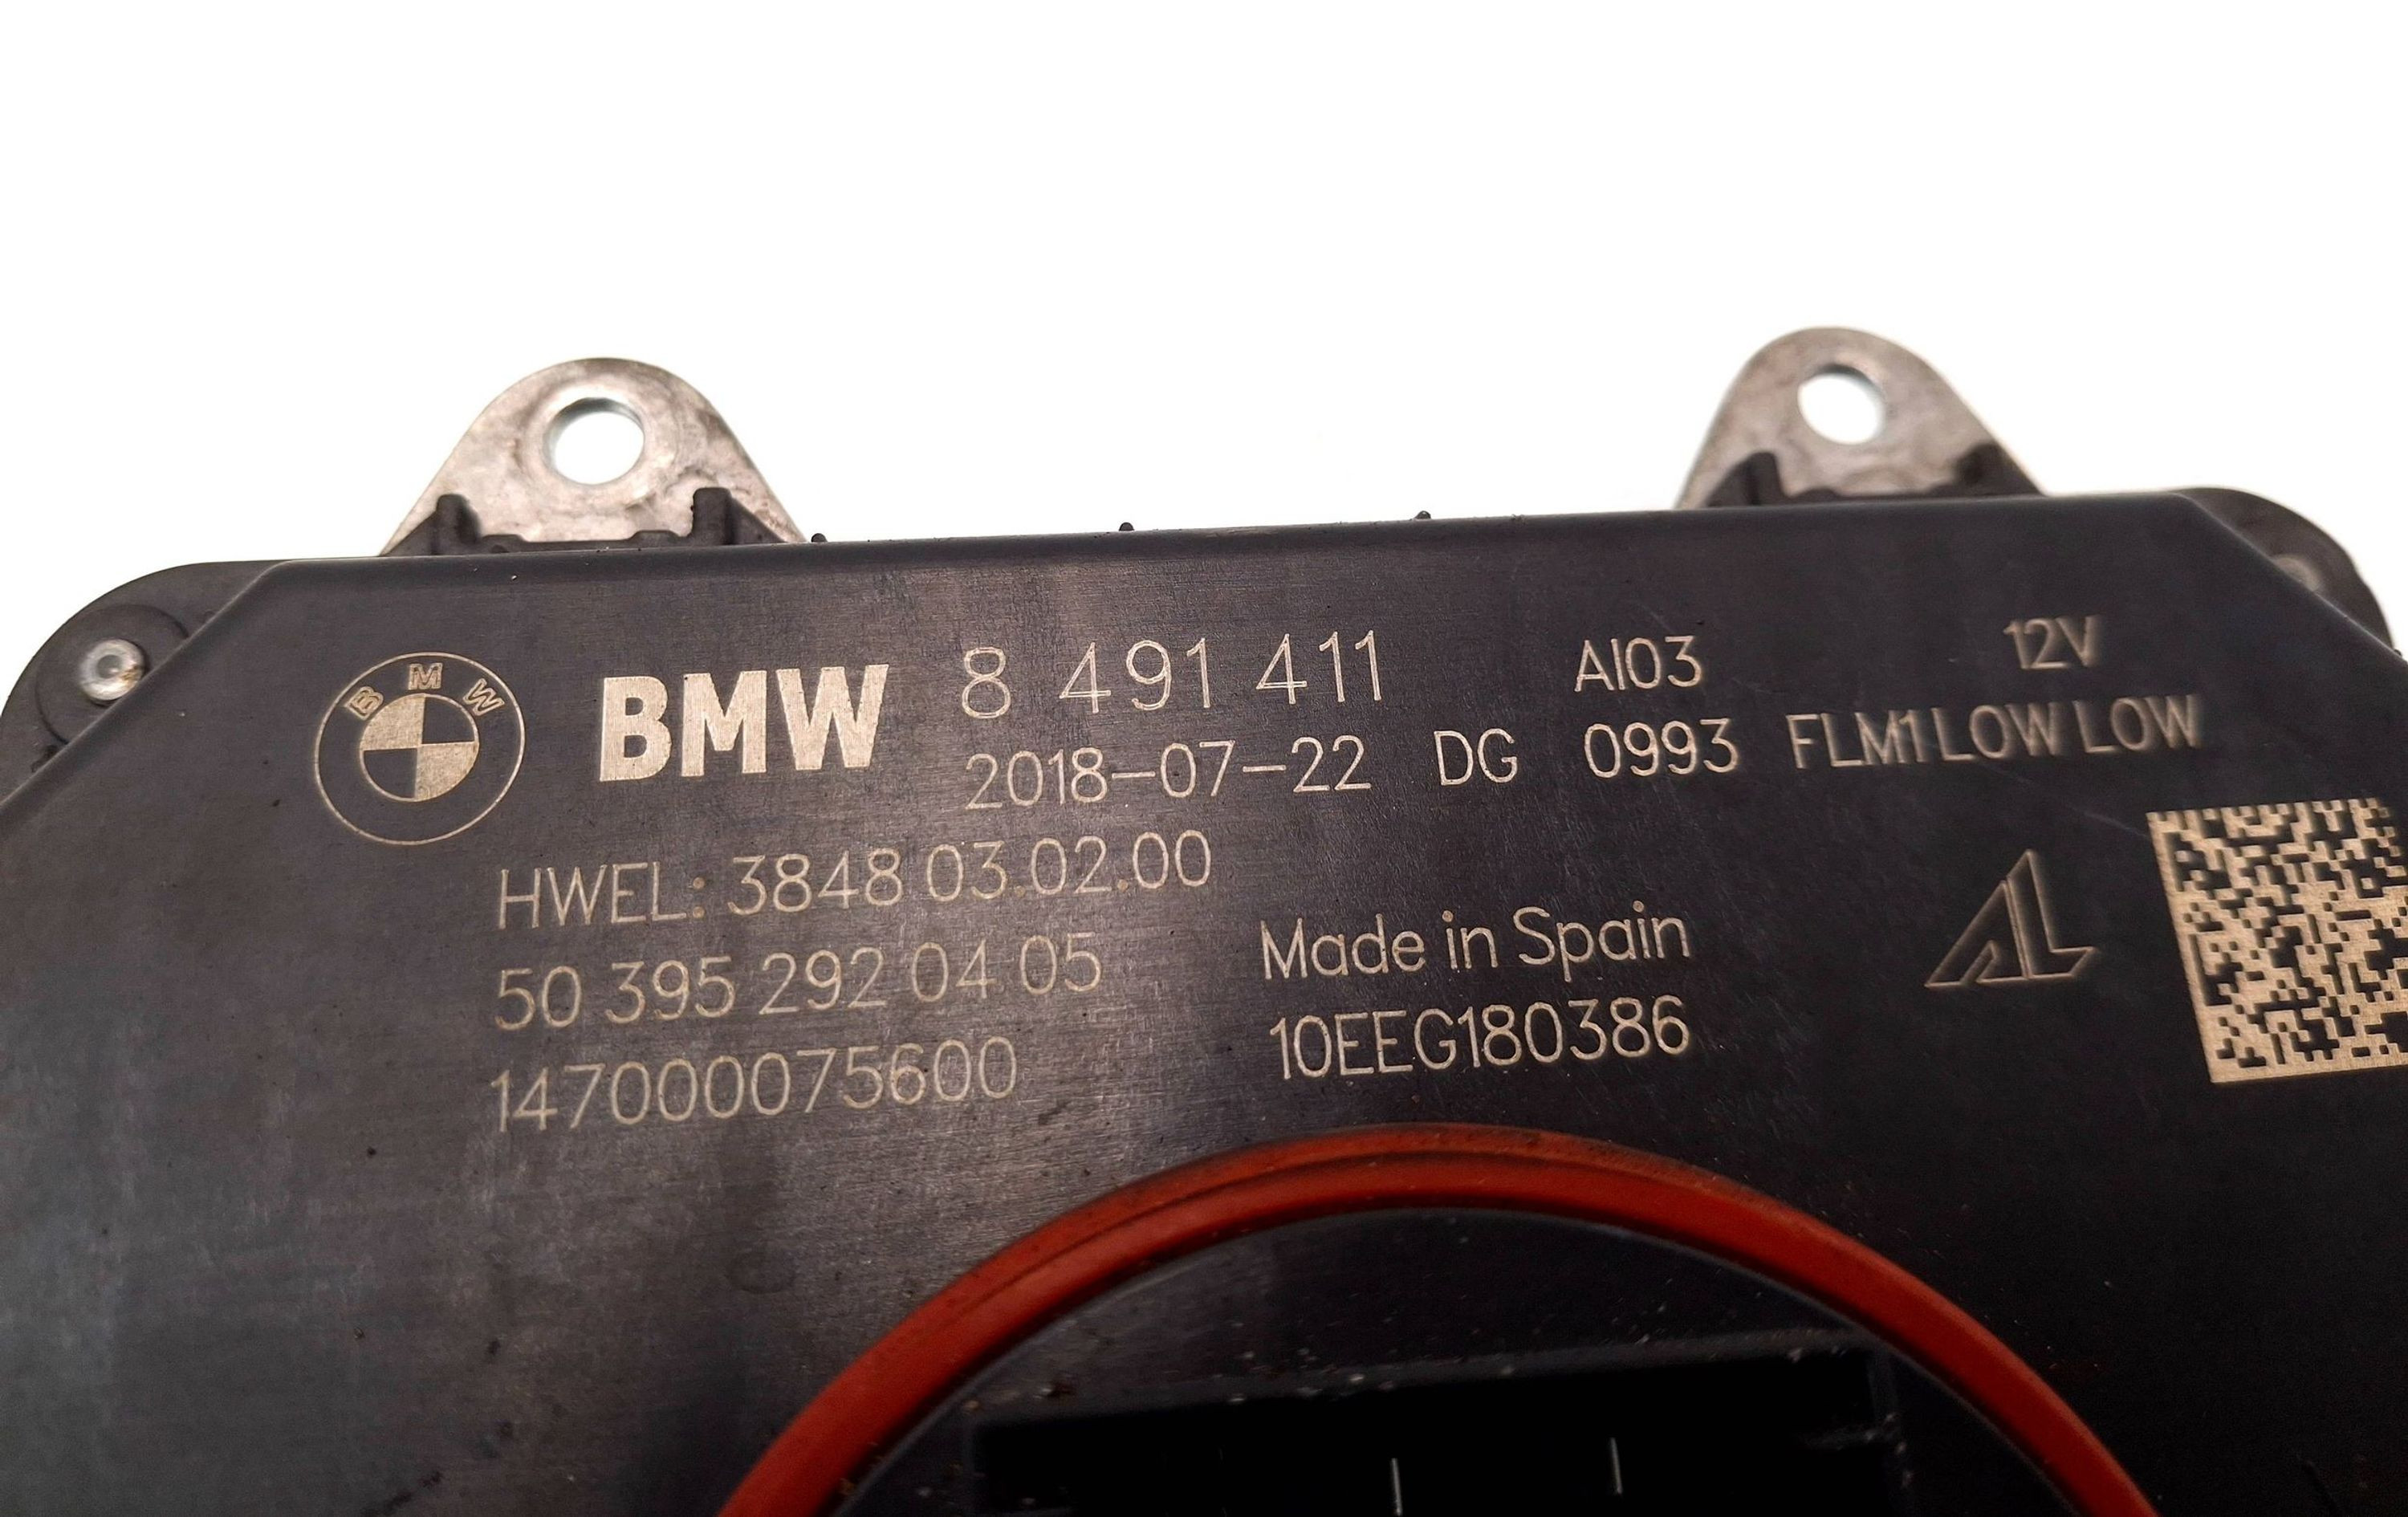 BMW
BMW 8 491 411 AI03 12V
2018-07-22 DG 0993 FLM1 LOW LOW
HWEL: 3848 03.02.00
50 395 292 04 05 Made in Spain
147000075600 10EEG180386
AL